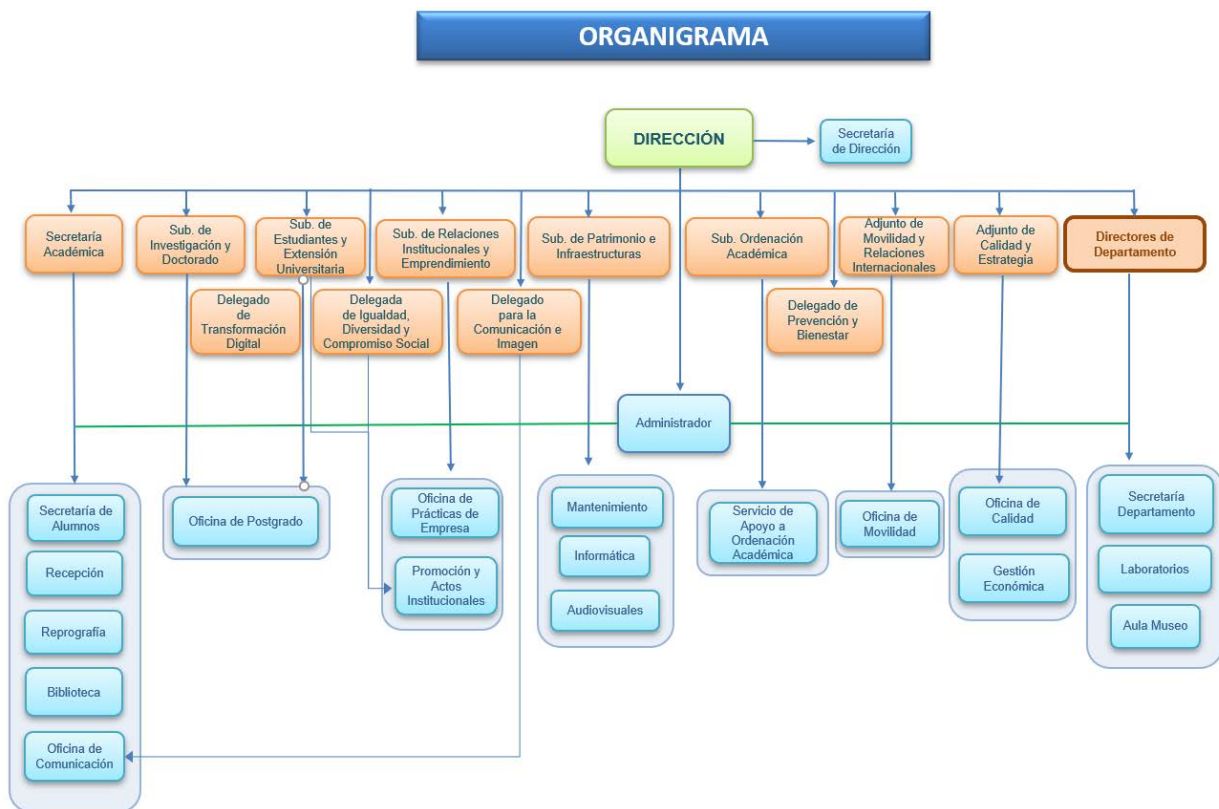 ORGANIGRAMA
DIRECCIÓN
Secretaría
de Dirección
Secretaría
Académica
Sub. de
Investigación y
Doctorado
Sub. de
Estudiantes y
Extensión
Universitaria
Sub. de Relaciones
Institucionales y
Emprendimiento
Sub. de Patrimonio e
Infraestructuras
Sub. Ordenación
Académica
Adjunto de
Movilidad y
Relaciones
Internacionales
Adjunto de
Calidad y
Estrategia
Directores de
Departamento
Delegado
de
Transformación
Digital
Delegada
de Igualdad,
Diversidad y
Compromiso Social
Delegado
para la
Comunicación e
Imagen
Delegado de
Prevención y
Bienestar
Administrador
Secretaría de
Alumnos
Recepción
Reprografía
Biblioteca
Oficina de
Comunicación
Oficina de Postgrado
Oficina de
Prácticas de
Empresa
Promoción y
Actos
Institucionales
Mantenimiento
Informática
Audiovisuales
Servicio de
Apoyo a
Ordenación
Académica
Oficina de
Movilidad
Oficina de
Calidad
Gestión
Económica
Secretaría
Departamento
Laboratorios
Aula Museo